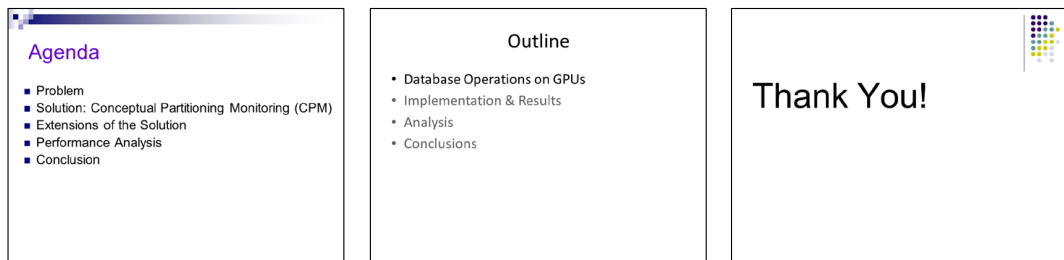 Agenda
Problem
Solution: Conceptual Partitioning Monitoring (CPM)
Extensions of the Solution
Performance Analysis
Conclusion
Outline
• Database Operations on GPUs
• Implementation & Results
• Analysis
• Conclusions
Thank You!